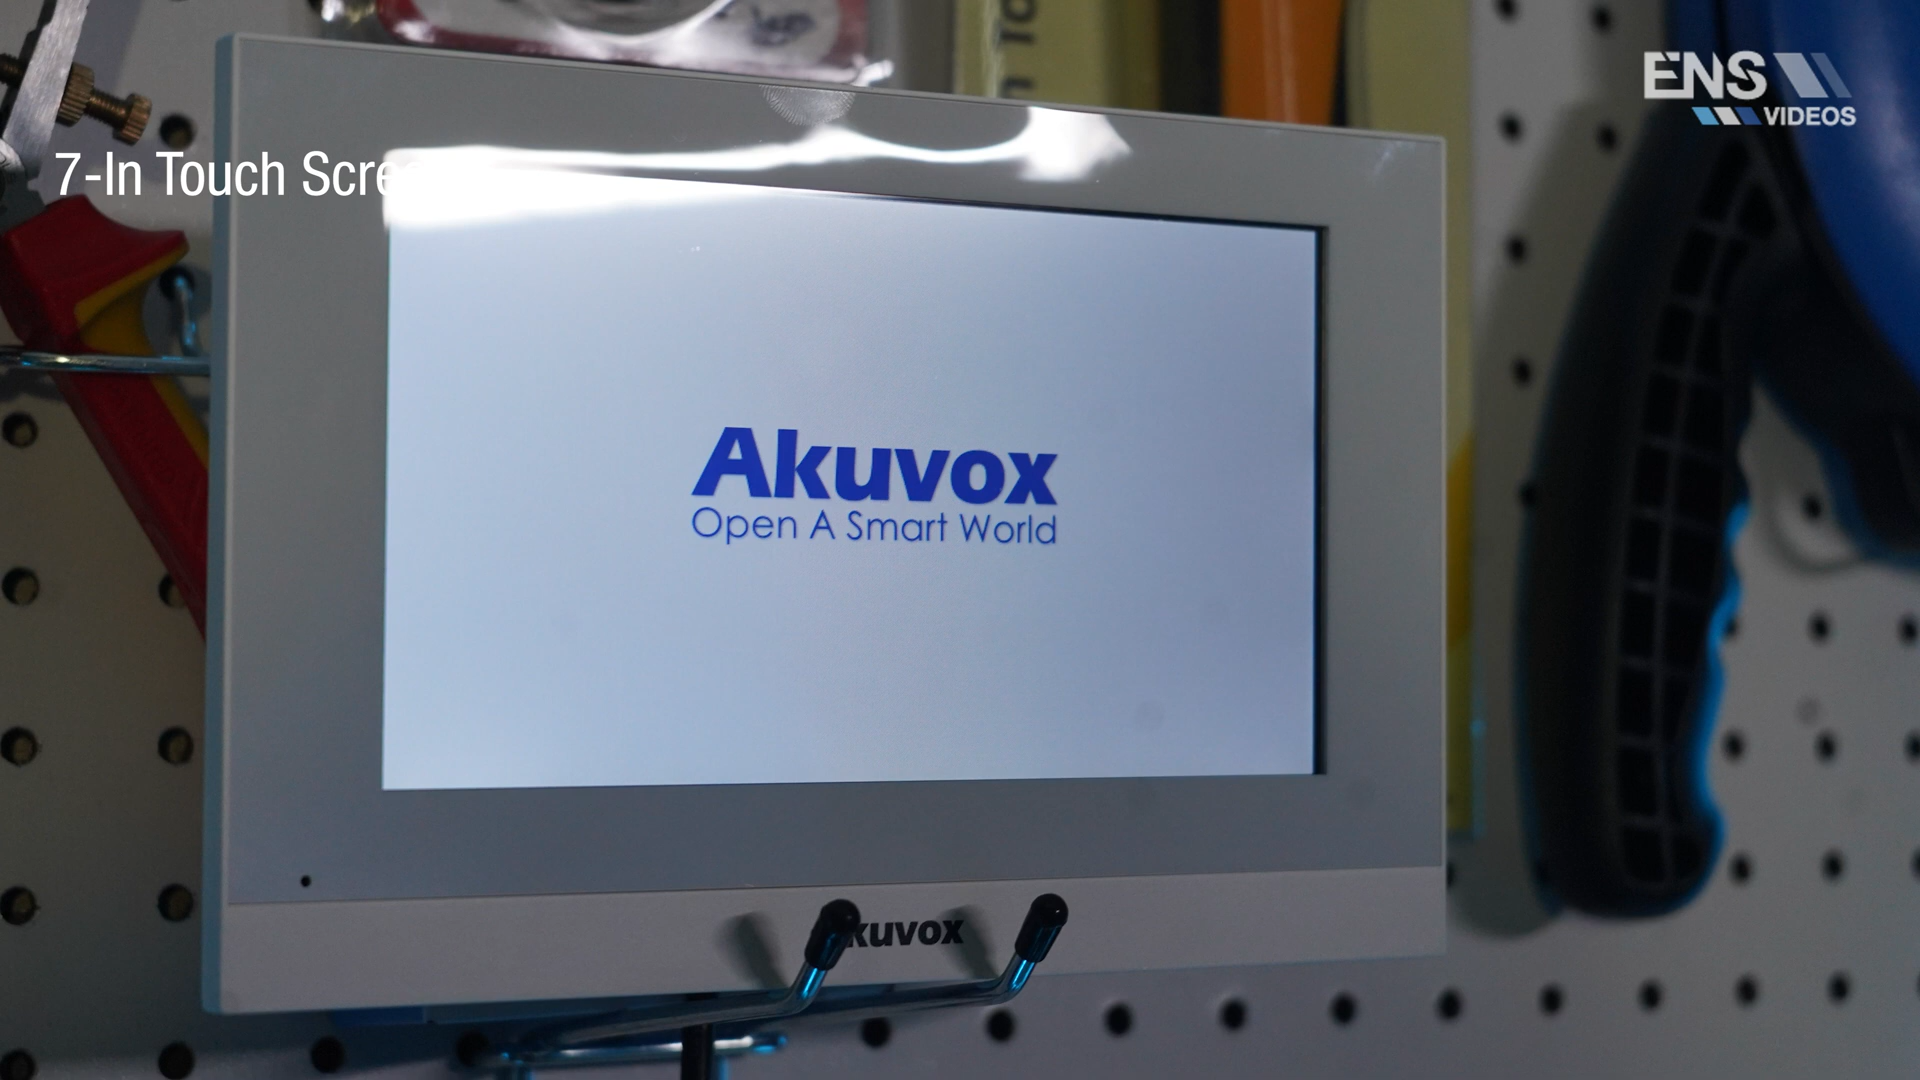 ENS
VIDEOS
7-In Touch Scre
Akuvox
Open A Smart World
kuvox